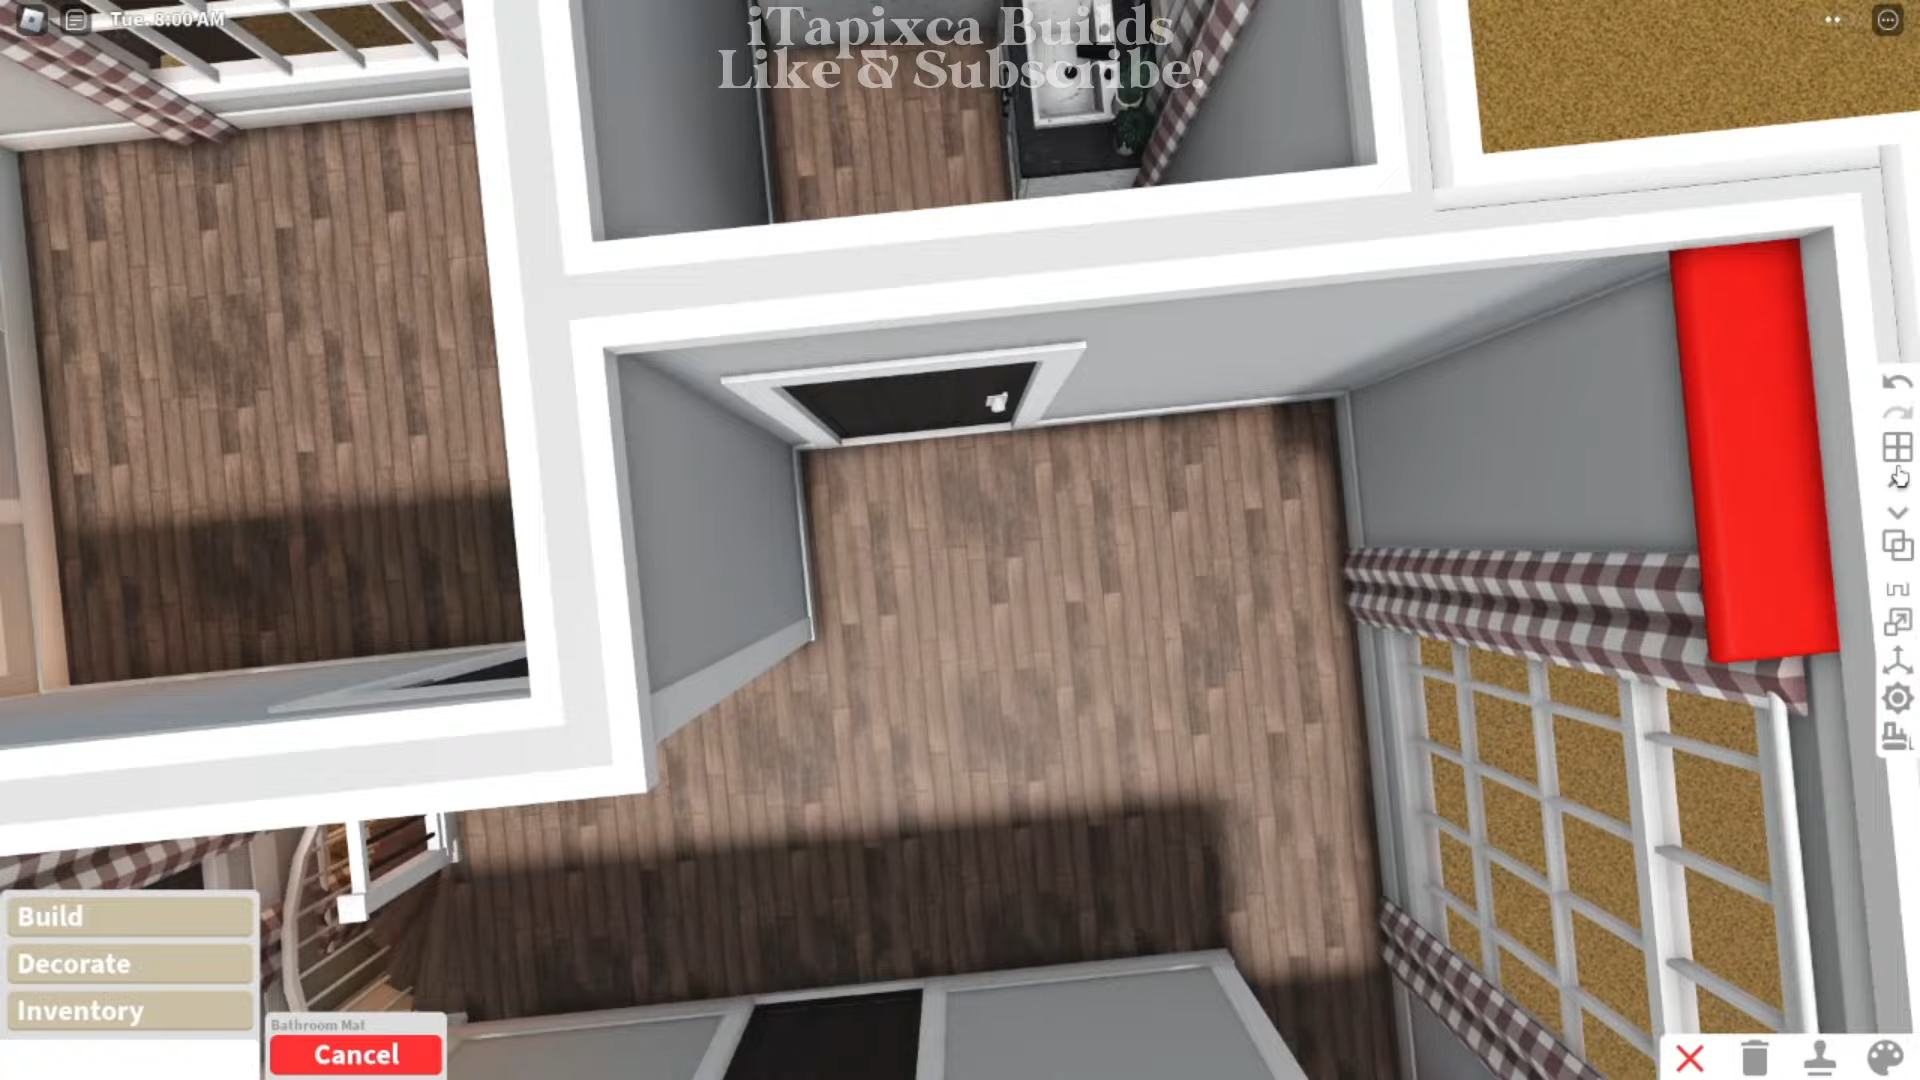 Tue. 8:00 AM
iTapixca Builds
Like & Subscribe!
Build
Decorate
Inventory
Bathroom Mat
Cancel